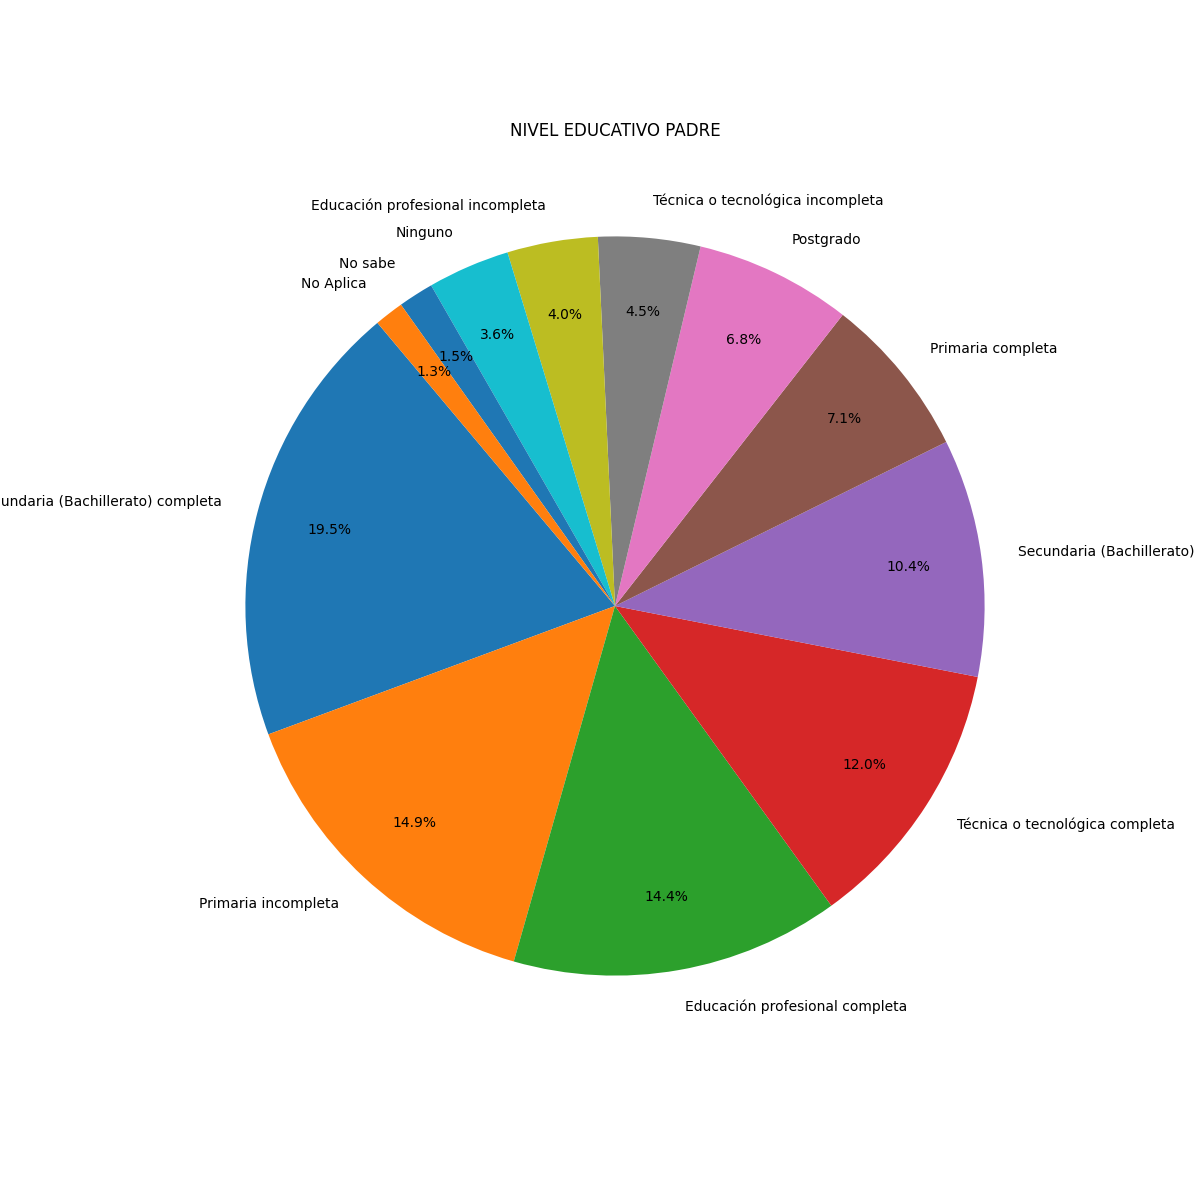 NIVEL EDUCATIVO PADRE
Técnica o tecnológica incompleta
Educación profesional incompleta
Ninguno
Postgrado
No sabe
No Aplica
4.5%
4.0%
3.6%
6.8%
Primaria completa
1.5%
1.3%
7.1%
undaria (Bachillerato) completa
19.5%
Secundaria (Bachillerato)
10.4%
12.0%
14.9%
Técnica o tecnológica completa
14.4%
Primaria incompleta
Educación profesional completa